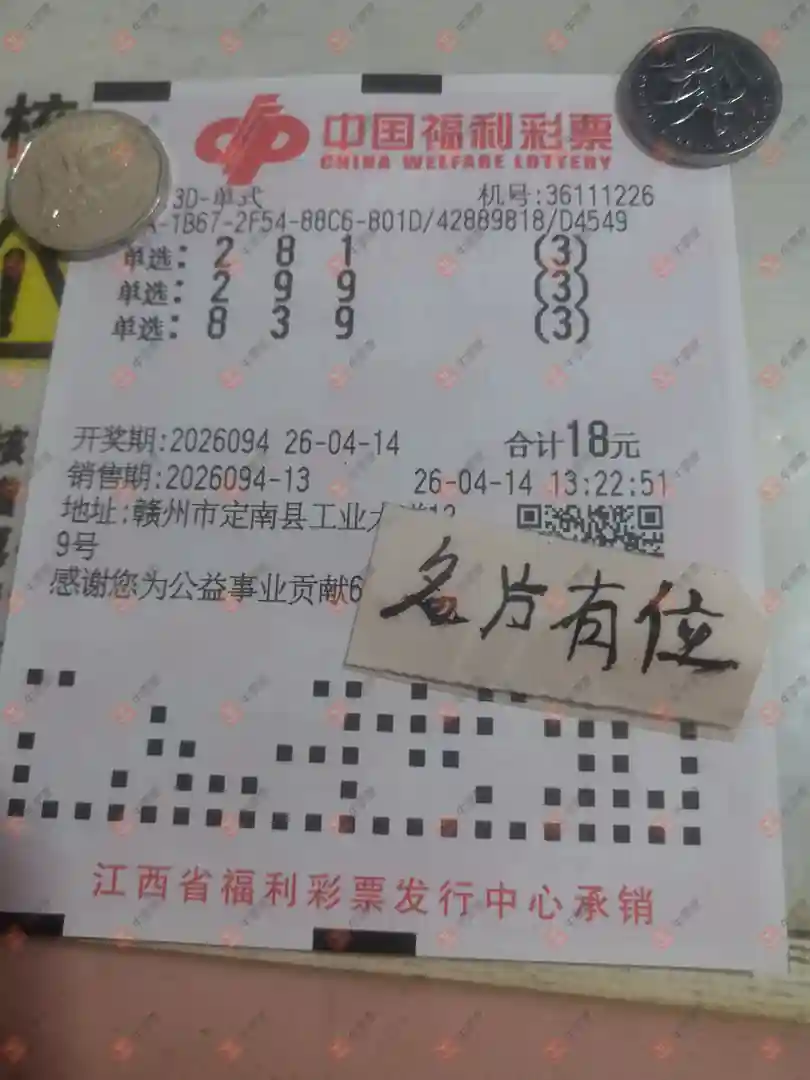 中国福利彩票
CHINA WELFARE LOTTERY
3D-单式 机号:36111226
-1B67-2F54-88C6-801D/42889818/D4549
单选: 2 8 1 (3)
单选: 2 9 9 (3)
单选: 8 3 9 (3)
开奖期:2026094 26-04-14 合计18元
销售期:2026094-13 26-04-14 13:22:51
地址:赣州市定南县工业大
9号
感谢您为公益事业贡献6
名片有位
江西省福利彩票发行中心承销